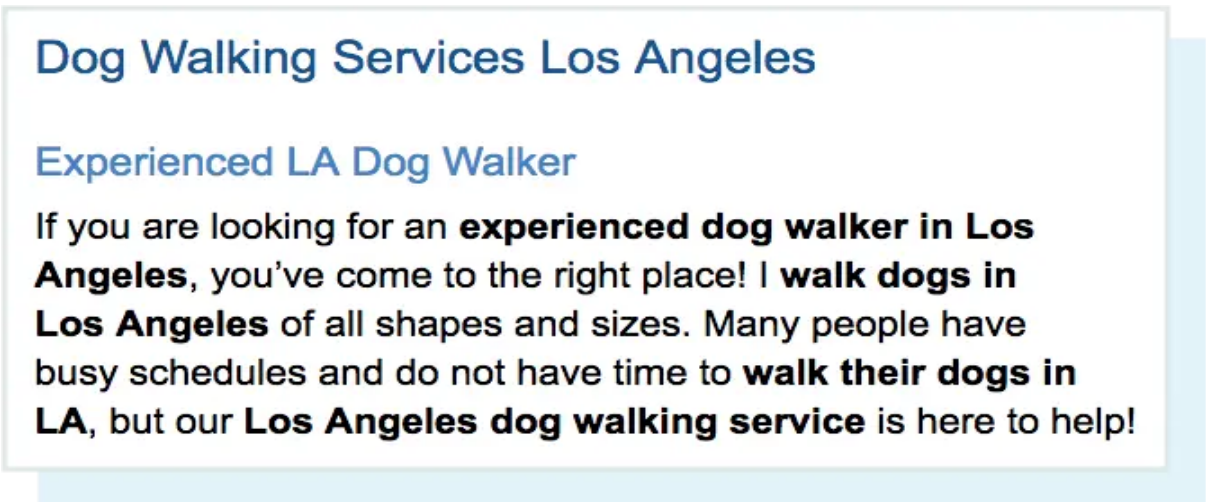 Dog Walking Services Los Angeles
Experienced LA Dog Walker
If you are looking for an experienced dog walker in Los
Angeles, you’ve come to the right place! I walk dogs in
Los Angeles of all shapes and sizes. Many people have
busy schedules and do not have time to walk their dogs in
LA, but our Los Angeles dog walking service is here to help!